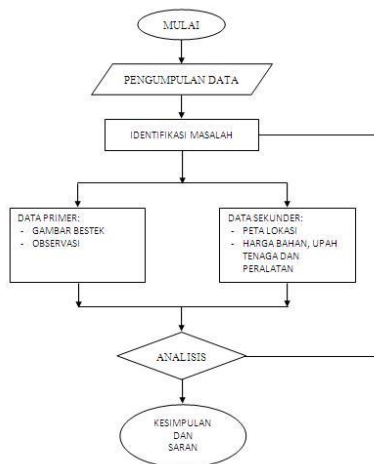 MULAI
PENGUMPULAN DATA
IDENTIFIKASI MASALAH
DATA PRIMER:
- GAMBAR BESTEK
- OBSERVASI
DATA SEKUNDER:
- PETA LOKASI
- HARGA BAHAN, UPAH
TENAGA DAN
PERALATAN
ANALISIS
KESIMPULAN
DAN
SARAN